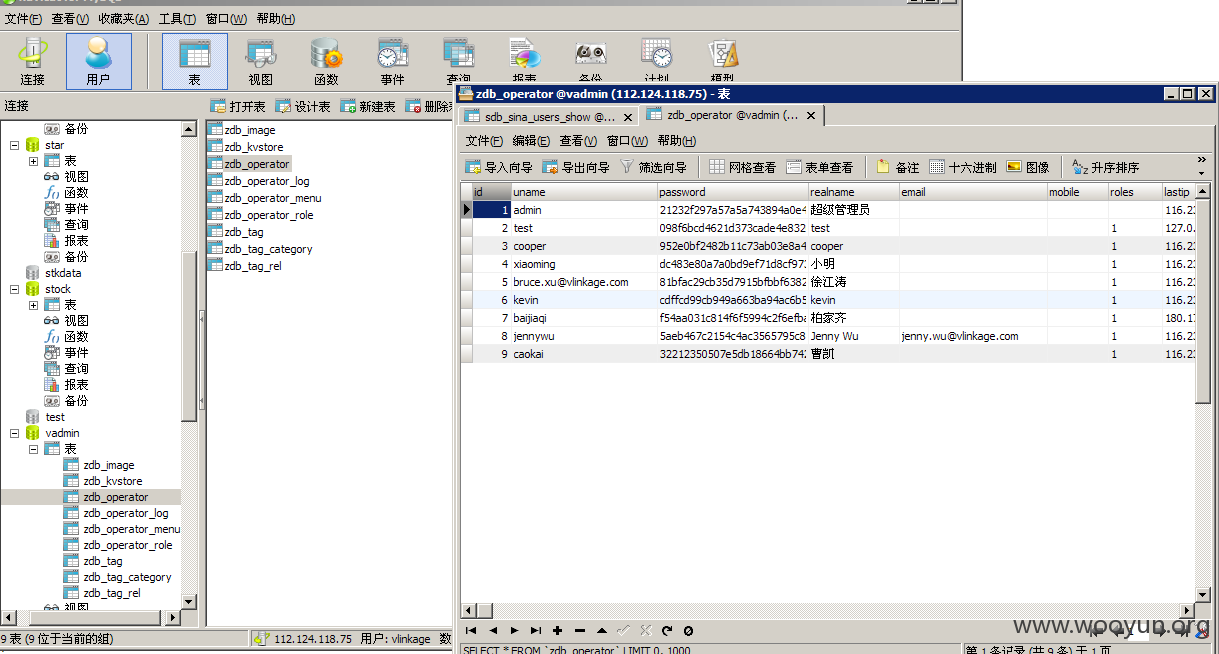 文件(F) 查看(V) 收藏夹(A) 工具(T) 窗口(W) 帮助(H)
连接 用户 表 视图 函数 事件 查询 报表 备份 计划 模型
连接
打开表 设计表 新建表 删除表
备份
star
表
视图
函数
事件
查询
报表
备份
stkdata
stock
表
视图
函数
事件
查询
报表
备份
test
vadmin
表
zdb_image
zdb_kvstore
zdb_operator
zdb_operator_log
zdb_operator_menu
zdb_operator_role
zdb_tag
zdb_tag_category
zdb_tag_rel
视图
zdb_image
zdb_kvstore
zdb_operator
zdb_operator_log
zdb_operator_menu
zdb_operator_role
zdb_tag
zdb_tag_category
zdb_tag_rel
9 表 (9 位于当前的组) 112.124.118.75 用户: vlinkage 数
zdb_operator @vadmin (112.124.118.75) - 表
sdb_sina_users_show @... zdb_operator @vadmin (...
文件(F) 编辑(E) 查看(V) 窗口(W) 帮助(H)
导入向导 导出向导 筛选向导 网格查看 表单查看 备注 十六进制 图像 升序排序
id uname password realname email mobile roles lastip
1 admin 21232f297a57a5a743894a0e4 超级管理员 116.23
2 test 098f6bcd4621d373cade4e832 test 1 127.0.
3 cooper 952e0bf2482b11c73ab03e8a4 cooper 1 116.23
4 xiaoming dc483e80a7a0bd9ef71d8cf973 小明 1 116.23
5 bruce.xu@vlinkage.com 81bfac29cb35d7915bfbbf6382 徐江涛 1 116.23
6 kevin cdffcd99cb949a663ba94ac6b5 kevin 1 116.23
7 baijiaqi f54aa031c814f6f5994c2f6efba 柏家齐 1 180.17
8 jennywu 5aeb467c2154c4ac3565795c8 Jenny Wu jenny.wu@vlinkage.com 1 116.23
9 caokai 32212350507e5db18664bb742 曹凯 1 116.23
www.wooyun.org
SELECT * FROM `zdb_operator` LIMIT 0, 1000 第 1 条记录 (共 9 条) 于 1 页